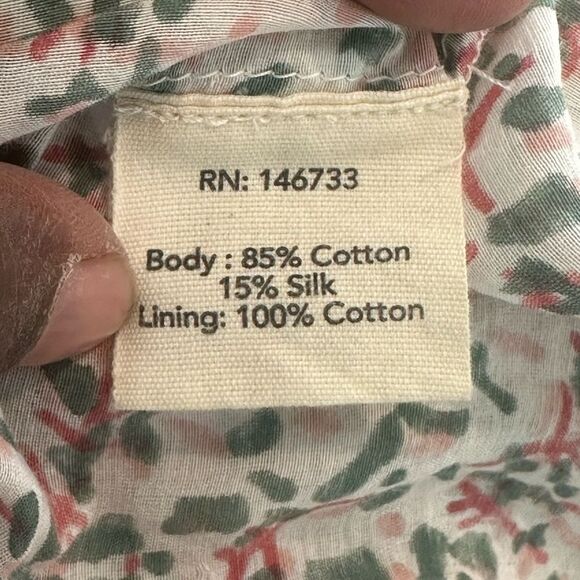 RN: 146733
Body : 85% Cotton
15% Silk
Lining: 100% Cotton